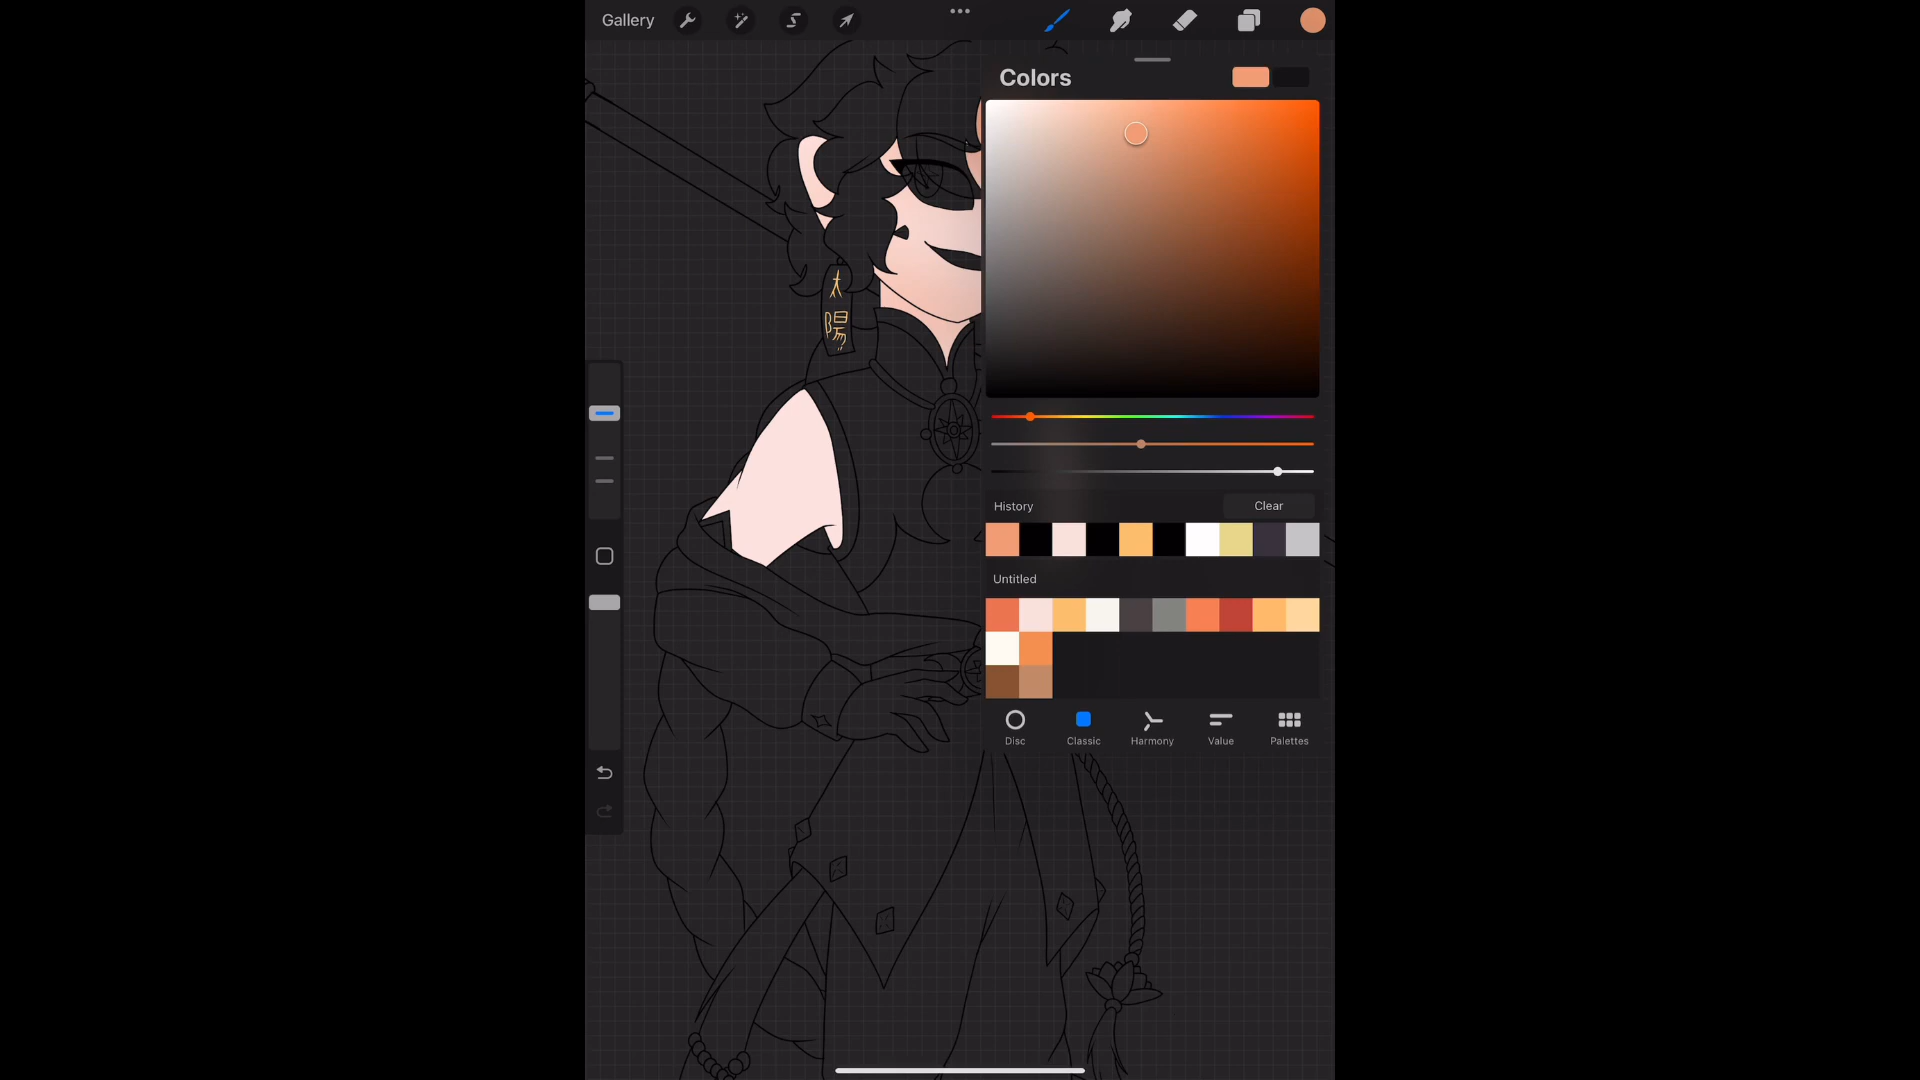 Gallery
Colors
太
陽
History
Clear
Untitled
Disc
Classic
Harmony
Value
Palettes